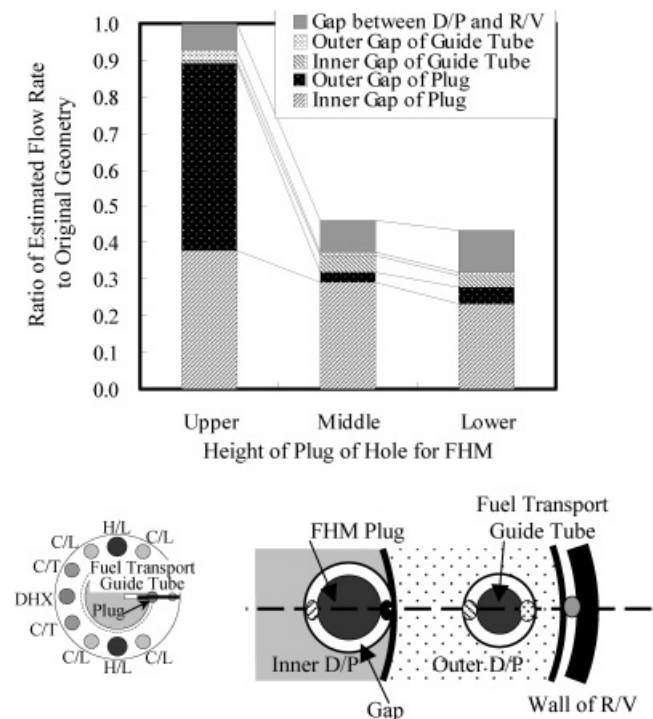 1.0
0.9
0.8
0.7
0.6
0.5
0.4
0.3
0.2
0.1
0.0
Ratio of Estimated Flow Rate
to Original Geometry
Gap between D/P and R/V
Outer Gap of Guide Tube
Inner Gap of Guide Tube
Outer Gap of Plug
Inner Gap of Plug
Upper
Middle
Lower
Height of Plug of Hole for FHM
H/L
C/L
C/L
C/T
Fuel Transport
Guide Tube
DHX
Plug
C/T
C/L
H/L
C/L
FHM Plug
Fuel Transport
Guide Tube
Inner D/P
Outer D/P
Gap
Wall of R/V